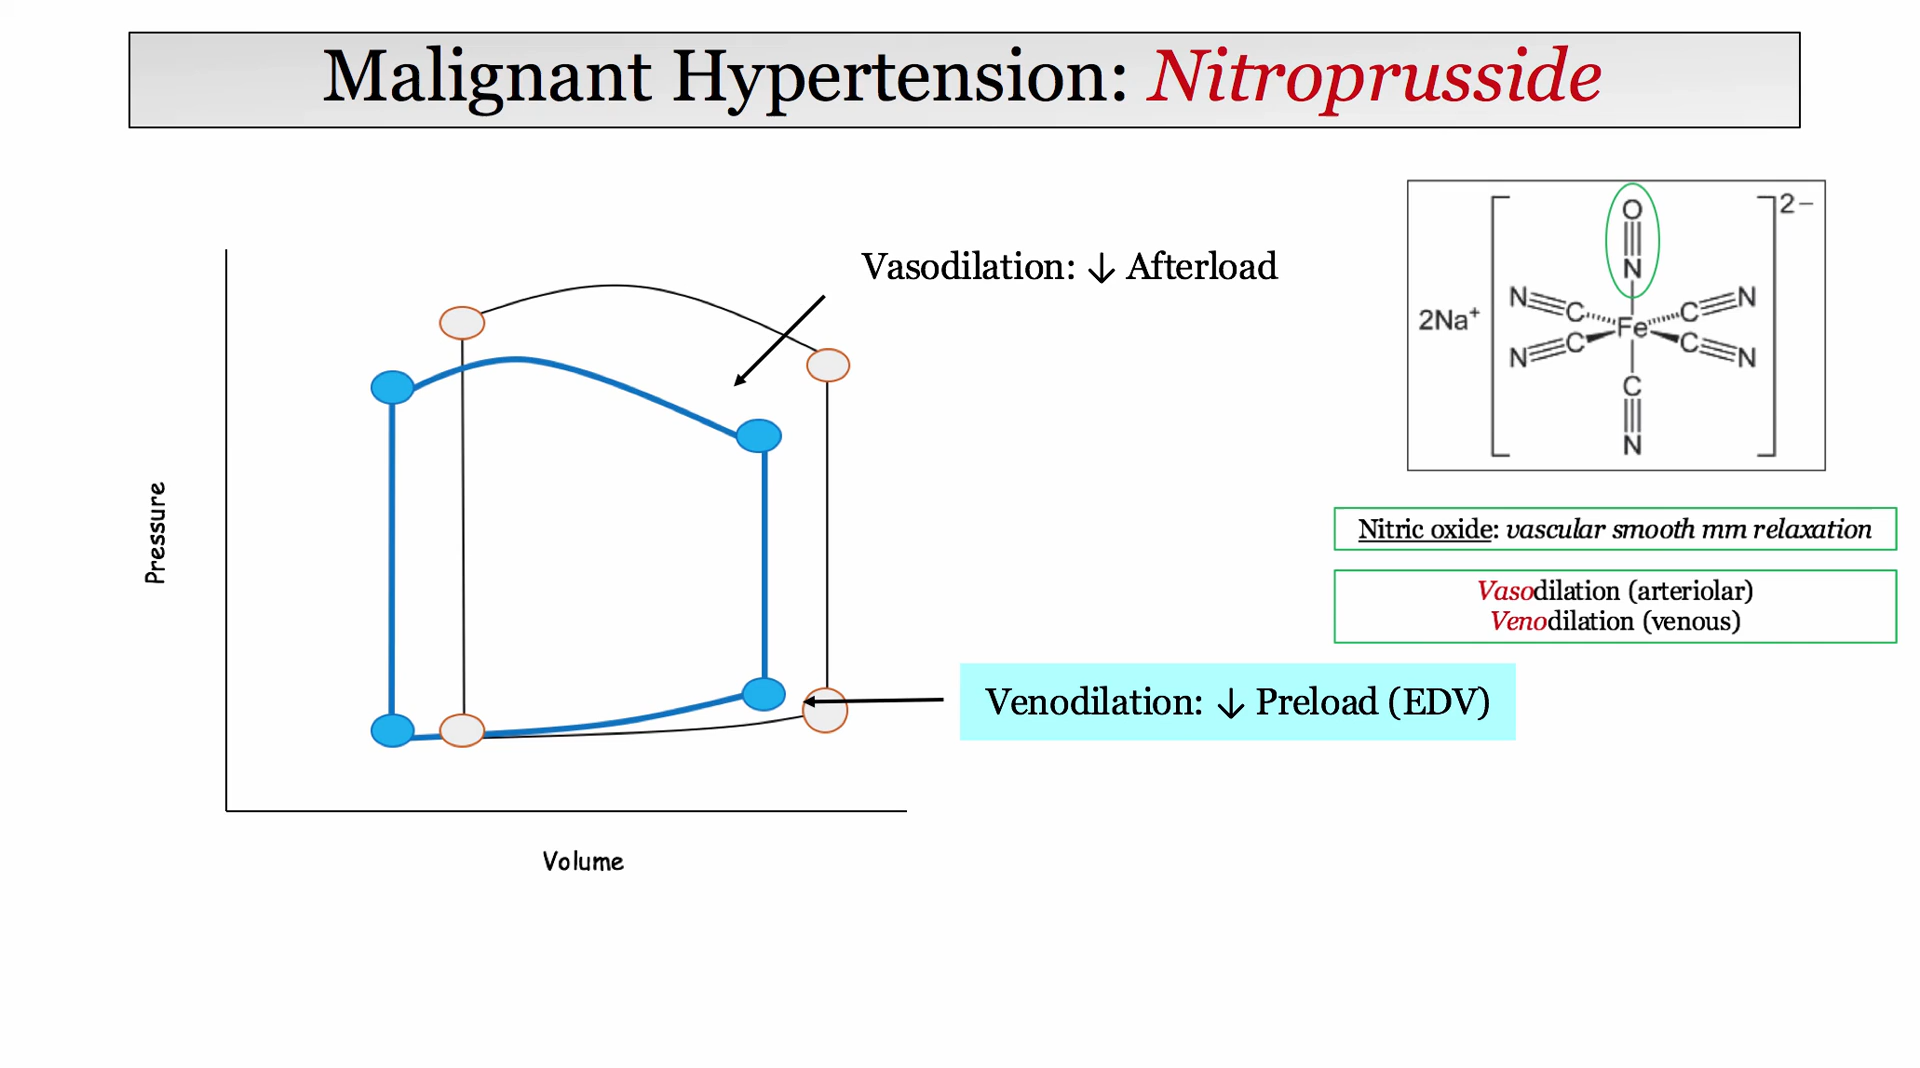 Malignant Hypertension: Nitroprusside
Vasodilation: ↓ Afterload
Pressure
Volume
Venodilation: ↓ Preload (EDV)
2Na⁺
2−
O
N
N C C N
Fe
N C C N
C
N
Nitric oxide: vascular smooth mm relaxation
Vasodilation (arteriolar)
Venodilation (venous)